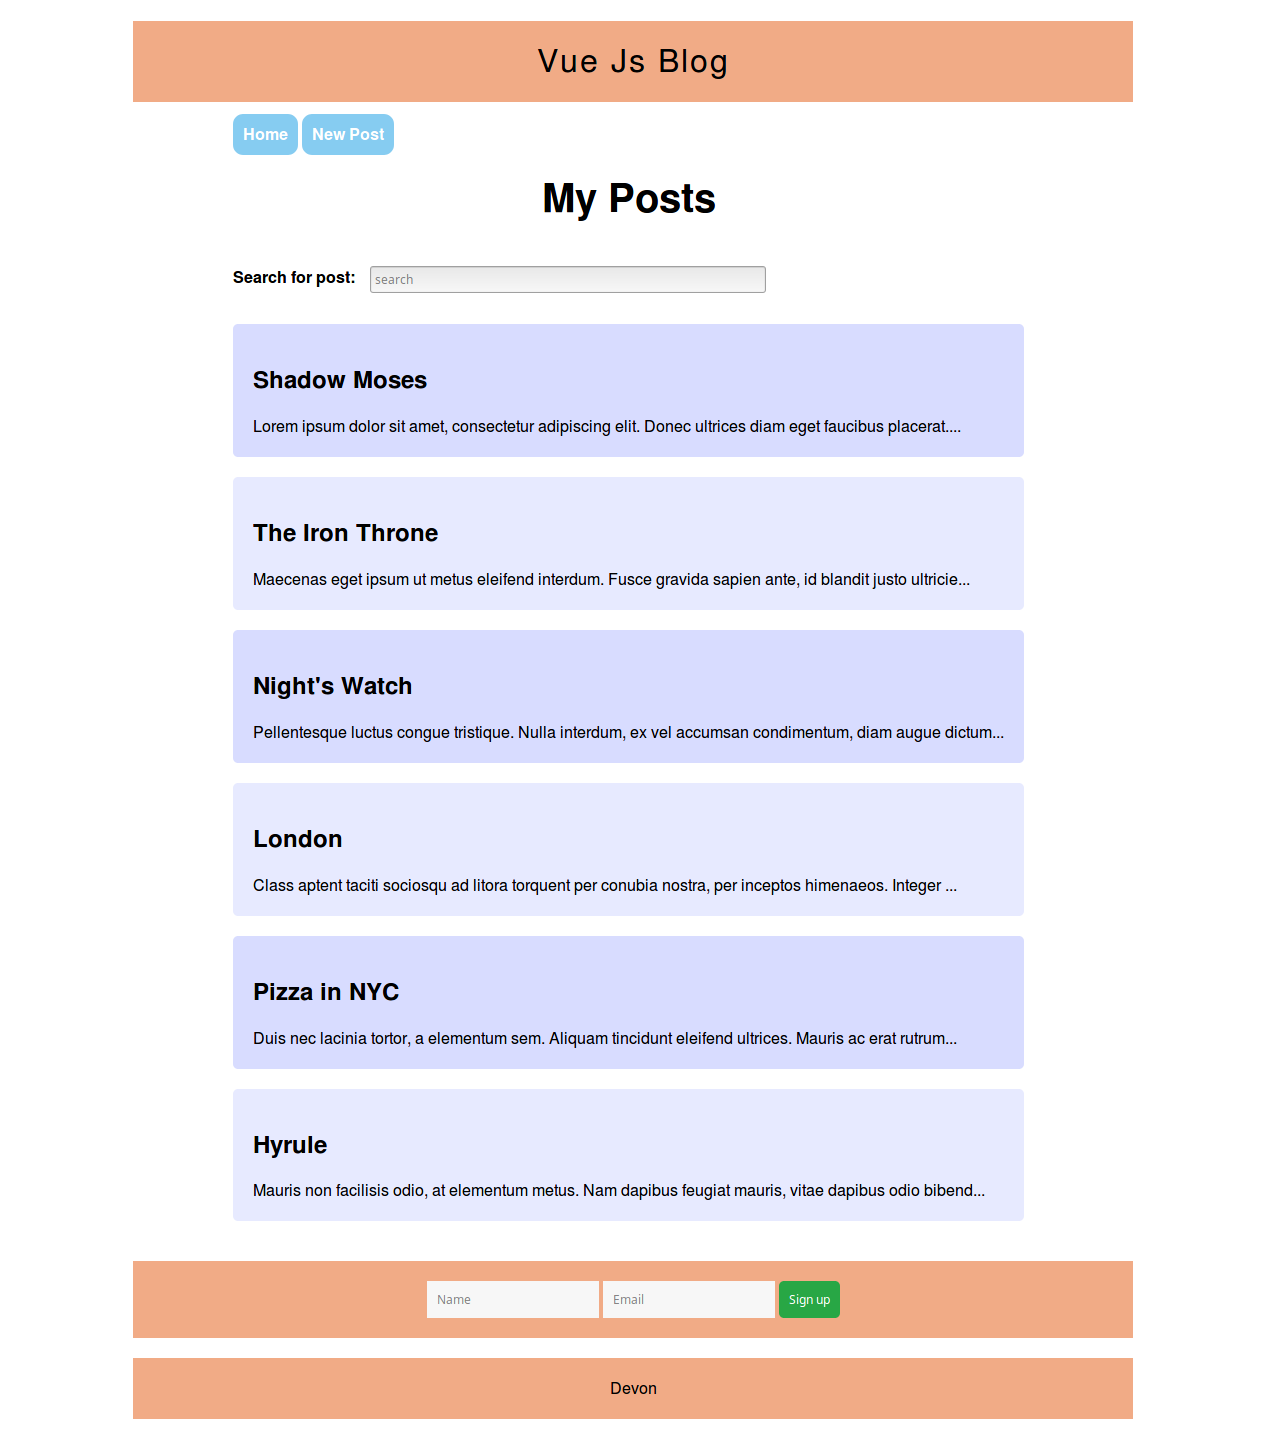 Vue Js Blog
Home New Post
My Posts
Search for post: search
Shadow Moses
Lorem ipsum dolor sit amet, consectetur adipiscing elit. Donec ultrices diam eget faucibus placerat....
The Iron Throne
Maecenas eget ipsum ut metus eleifend interdum. Fusce gravida sapien ante, id blandit justo ultricie...
Night's Watch
Pellentesque luctus congue tristique. Nulla interdum, ex vel accumsan condimentum, diam augue dictum...
London
Class aptent taciti sociosqu ad litora torquent per conubia nostra, per inceptos himenaeos. Integer ...
Pizza in NYC
Duis nec lacinia tortor, a elementum sem. Aliquam tincidunt eleifend ultrices. Mauris ac erat rutrum...
Hyrule
Mauris non facilisis odio, at elementum metus. Nam dapibus feugiat mauris, vitae dapibus odio bibend...
Name Email Sign up
Devon